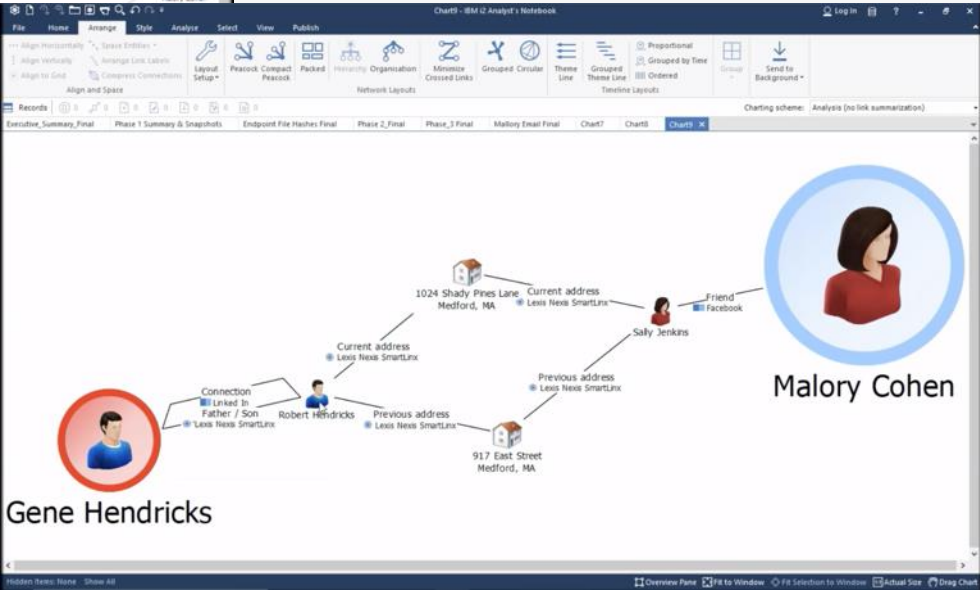 Chart9 - IBM i2 Analyst's Notebook
Log In
File Home Arrange Style Analyse Select View Publish
Align Horizontally Space Entities
Align Vertically Arrange Link Labels
Align to Grid Compress Connections
Align and Space
Layout Setup
Peacock Compact Peacock Packed Hierarchy Organisation Minimize Crossed Links Grouped Circular
Network Layouts
Theme Line Grouped Theme Line
Proportional
Grouped by Time
Ordered
Timeline Layouts
Group
Send to Background
Records
Charting scheme: Analysis (no link summarization)
Executive_Summary_Final Phase 1 Summary & Snapshots Endpoint File Hashes Final Phase 2_Final Phase_3 Final Mallory Email Final Chart7 Chart8 Chart9 X
1024 Shady Pines Lane
Medford, MA
Current address
Lexis Nexis SmartLinx
Friend
Facebook
Sally Jenkins
Malory Cohen
Current address
Lexis Nexis SmartLinx
Previous address
Lexis Nexis SmartLinx
Connection
Linked In
Father / Son
Lexis Nexis SmartLinx
Robert Hendricks
Previous address
Lexis Nexis SmartLinx
917 East Street
Medford, MA
Gene Hendricks
Hidden Items: None Show All
Overview Pane Fit to Window Fit Selection to Window Actual Size Drag Chart